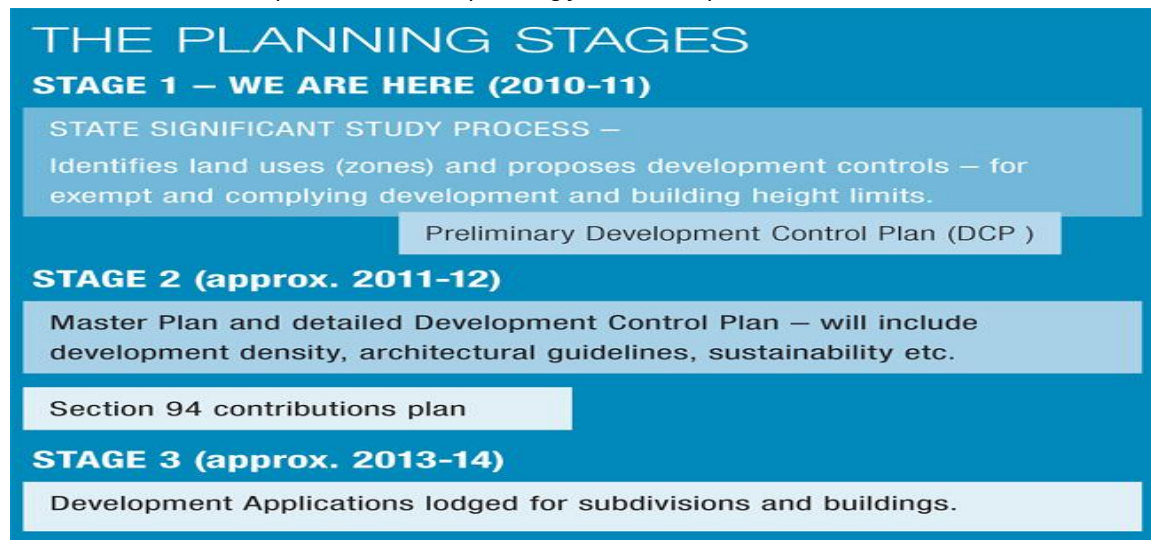 THE PLANNING STAGES
STAGE 1 – WE ARE HERE (2010-11)
STATE SIGNIFICANT STUDY PROCESS –
Identifies land uses (zones) and proposes development controls – for
exempt and complying development and building height limits.
Preliminary Development Control Plan (DCP )
STAGE 2 (approx. 2011-12)
Master Plan and detailed Development Control Plan – will include
development density, architectural guidelines, sustainability etc.
Section 94 contributions plan
STAGE 3 (approx. 2013-14)
Development Applications lodged for subdivisions and buildings.